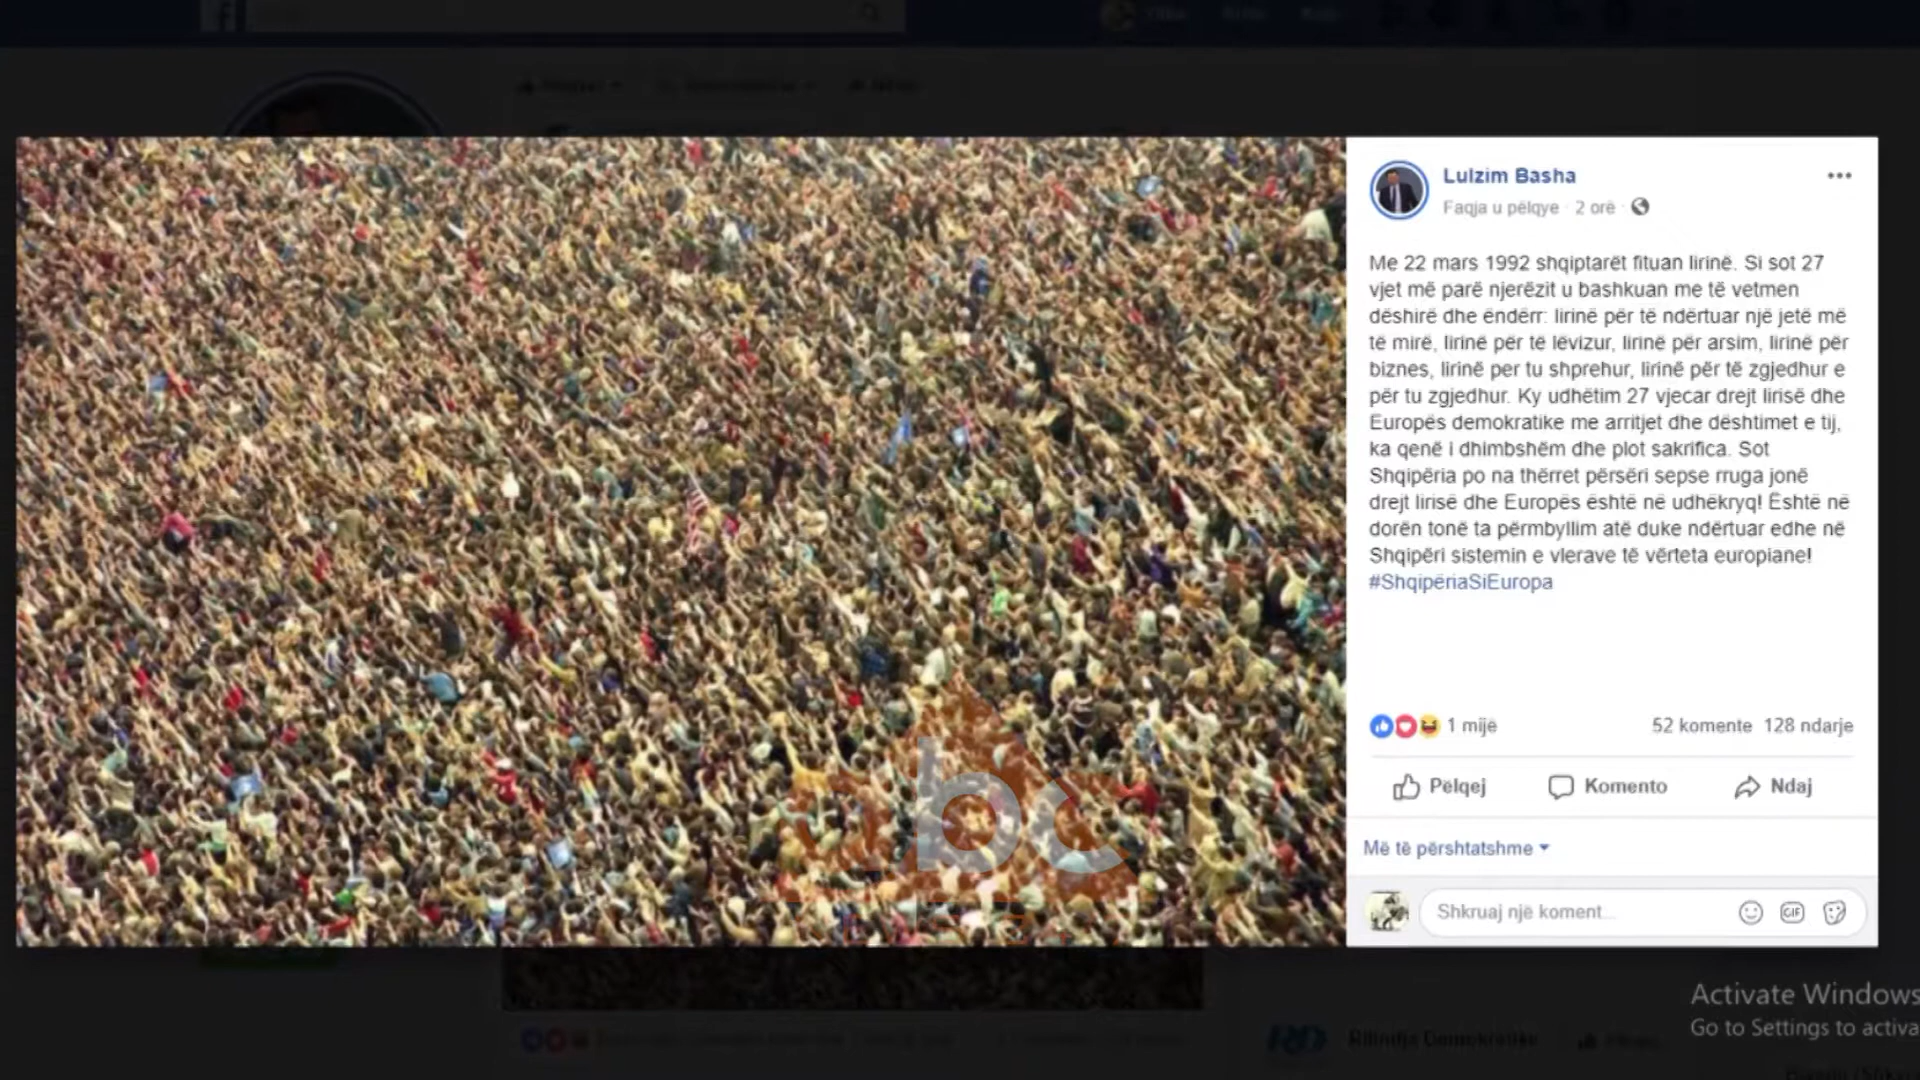 Lulzim Basha
Faqja u pëlqye · 2 orë
Me 22 mars 1992 shqiptarët fituan lirinë. Si sot 27
vjet më parë njerëzit u bashkuan me të vetmen
dëshirë dhe ëndërr: lirinë për të ndërtuar një jetë më
të mirë, lirinë për të lëvizur, lirinë për arsim, lirinë për
biznes, lirinë per tu shprehur, lirinë për të zgjedhur e
për tu zgjedhur. Ky udhëtim 27 vjecar drejt lirisë dhe
Europës demokratike me arritjet dhe dështimet e tij,
ka qenë i dhimbshëm dhe plot sakrifica. Sot
Shqipëria po na thërret përsëri sepse rruga jonë
drejt lirisë dhe Europës është në udhëkryq! Është në
dorën tonë ta përmbyllim atë duke ndërtuar edhe në
Shqipëri sistemin e vlerave të vërteta europiane!
#ShqipëriaSiEuropa
1 mijë 52 komente 128 ndarje
Pëlqej Komento Ndaj
Më të përshtatshme
Shkruaj një koment... GIF
abc
Activate Windows
Go to Settings to activa
RD Rilindja Demokratike